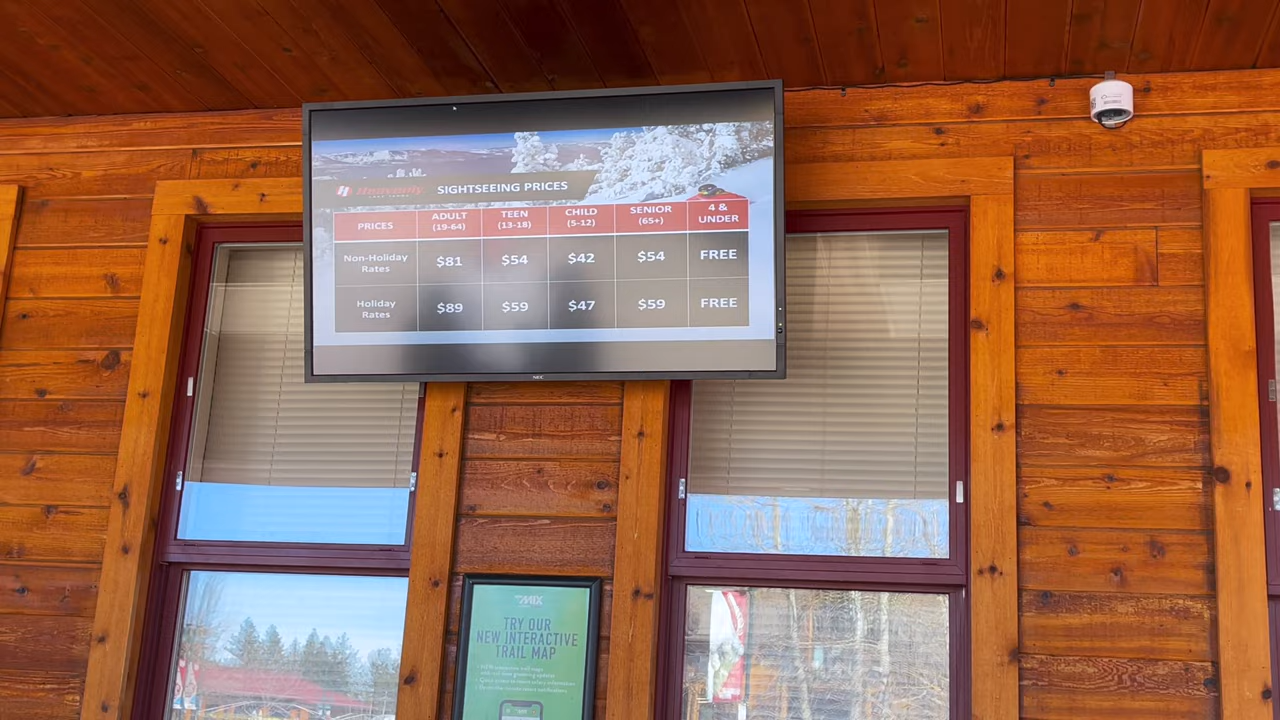 Heavenly SIGHTSEEING PRICES
PRICES ADULT (19-64) TEEN (13-18) CHILD (5-12) SENIOR (65+) 4 & UNDER
Non-Holiday Rates $81 $54 $42 $54 FREE
Holiday Rates $89 $59 $47 $59 FREE
NEC
MIX
TRY OUR
NEW INTERACTIVE
TRAIL MAP